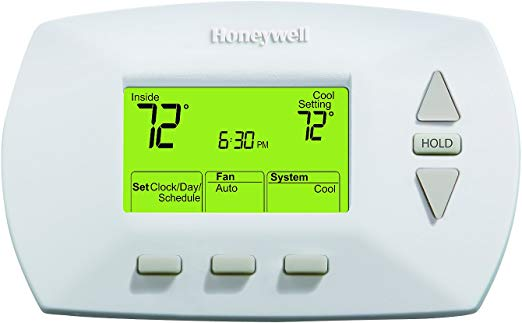 Honeywell
Inside
72°
6:30 PM
Cool
Setting
72°
HOLD
Set Clock/Day/
Schedule
Fan
Auto
System
Cool